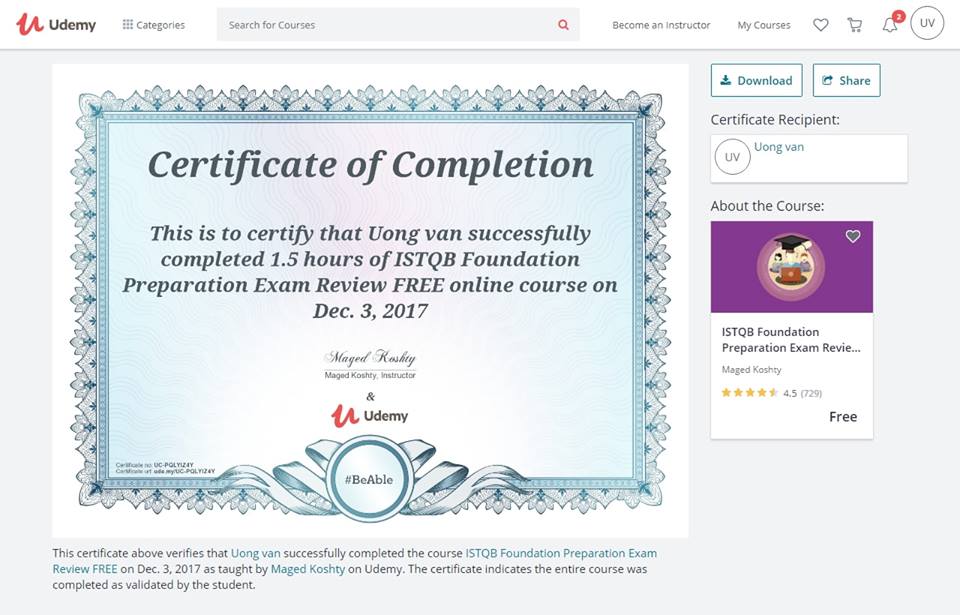 Udemy
Categories
Search for Courses
Become an Instructor
My Courses
2
UV
Certificate of Completion
This is to certify that Uong van successfully
completed 1.5 hours of ISTQB Foundation
Preparation Exam Review FREE online course on
Dec. 3, 2017
Maged Koshty
Maged Koshty, Instructor
&
Udemy
Certificate no: UC-PQLYIZ4Y
Certificate url: ude.my/UC-PQLYIZ4Y
#BeAble
Download
Share
Certificate Recipient:
UV
Uong van
About the Course:
ISTQB Foundation
Preparation Exam Revie...
Maged Koshty
4.5 (729)
Free
This certificate above verifies that Uong van successfully completed the course ISTQB Foundation Preparation Exam
Review FREE on Dec. 3, 2017 as taught by Maged Koshty on Udemy. The certificate indicates the entire course was
completed as validated by the student.